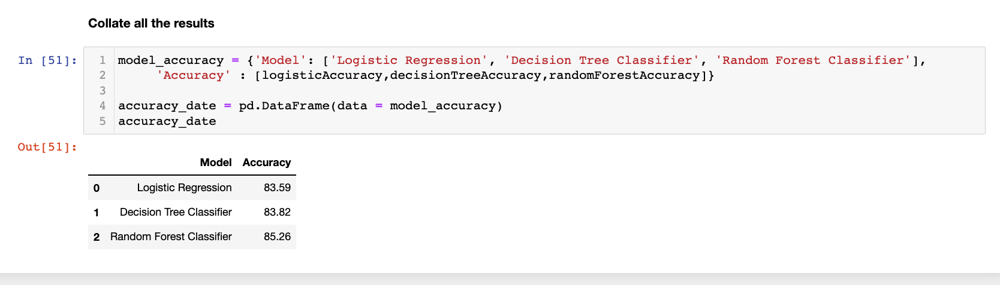 Collate all the results
In [51]:
1 model_accuracy = {'Model': ['Logistic Regression', 'Decision Tree Classifier', 'Random Forest Classifier'],
2 'Accuracy' : [logisticAccuracy,decisionTreeAccuracy,randomForestAccuracy]}
3
4 accuracy_date = pd.DataFrame(data = model_accuracy)
5 accuracy_date
Out[51]:
Model Accuracy
0 Logistic Regression 83.59
1 Decision Tree Classifier 83.82
2 Random Forest Classifier 85.26